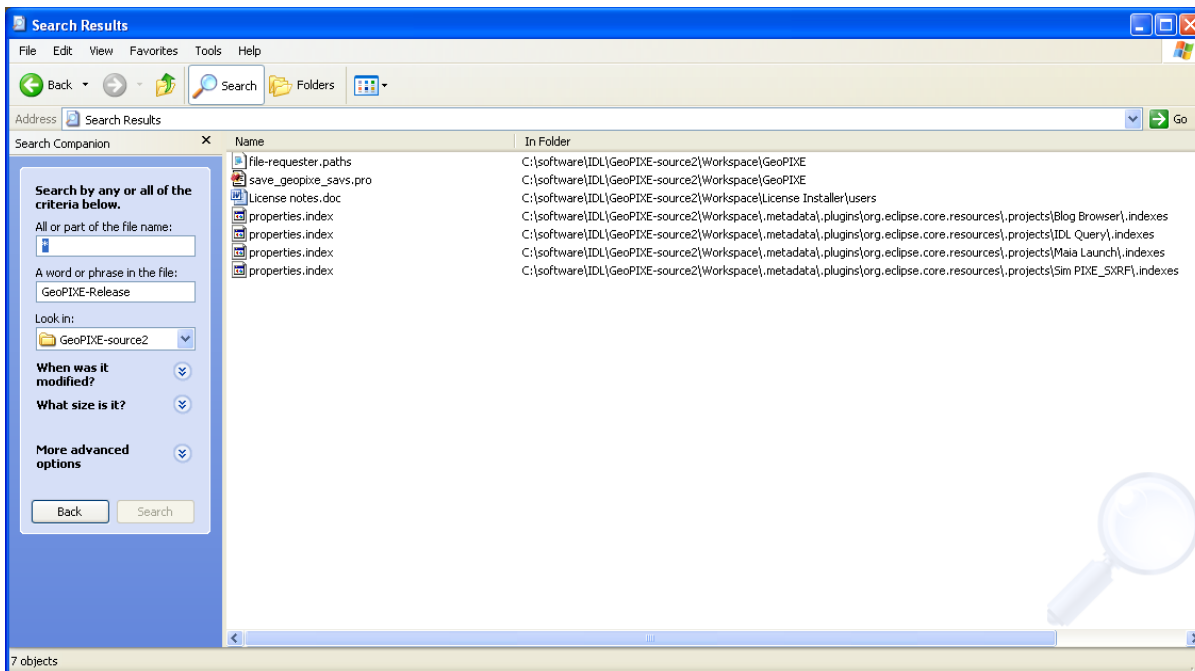 Search Results
File Edit View Favorites Tools Help
Back Search Folders
Address Search Results Go
Search Companion Name In Folder
file-requester.paths C:\software\IDL\GeoPIXE-source2\Workspace\GeoPIXE
save_geopixe_savs.pro C:\software\IDL\GeoPIXE-source2\Workspace\GeoPIXE
License notes.doc C:\software\IDL\GeoPIXE-source2\Workspace\License Installer\users
properties.index C:\software\IDL\GeoPIXE-source2\Workspace\.metadata\.plugins\org.eclipse.core.resources\.projects\Blog Browser\.indexes
properties.index C:\software\IDL\GeoPIXE-source2\Workspace\.metadata\.plugins\org.eclipse.core.resources\.projects\IDL Query\.indexes
properties.index C:\software\IDL\GeoPIXE-source2\Workspace\.metadata\.plugins\org.eclipse.core.resources\.projects\Maia Launch\.indexes
properties.index C:\software\IDL\GeoPIXE-source2\Workspace\.metadata\.plugins\org.eclipse.core.resources\.projects\Sim PIXE_SXRF\.indexes
Search by any or all of the
criteria below.
All or part of the file name:
*
A word or phrase in the file:
GeoPIXE-Release
Look in:
GeoPIXE-source2
When was it
modified?
What size is it?
More advanced
options
Back Search
7 objects